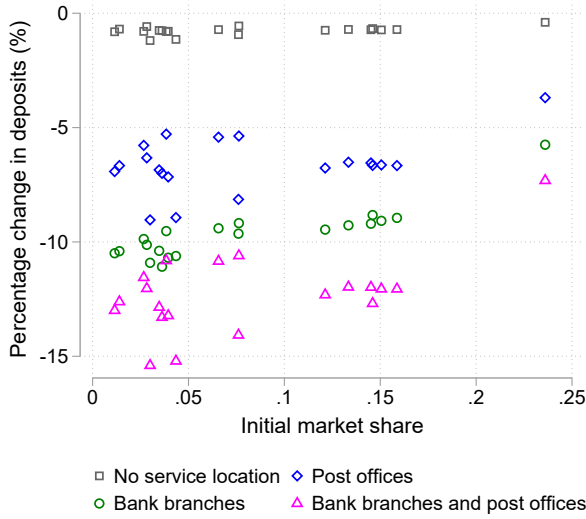 Percentage change in deposits (%)
0
-5
-10
-15
0 .05 .1 .15 .2 .25
Initial market share
No service location Post offices
Bank branches Bank branches and post offices